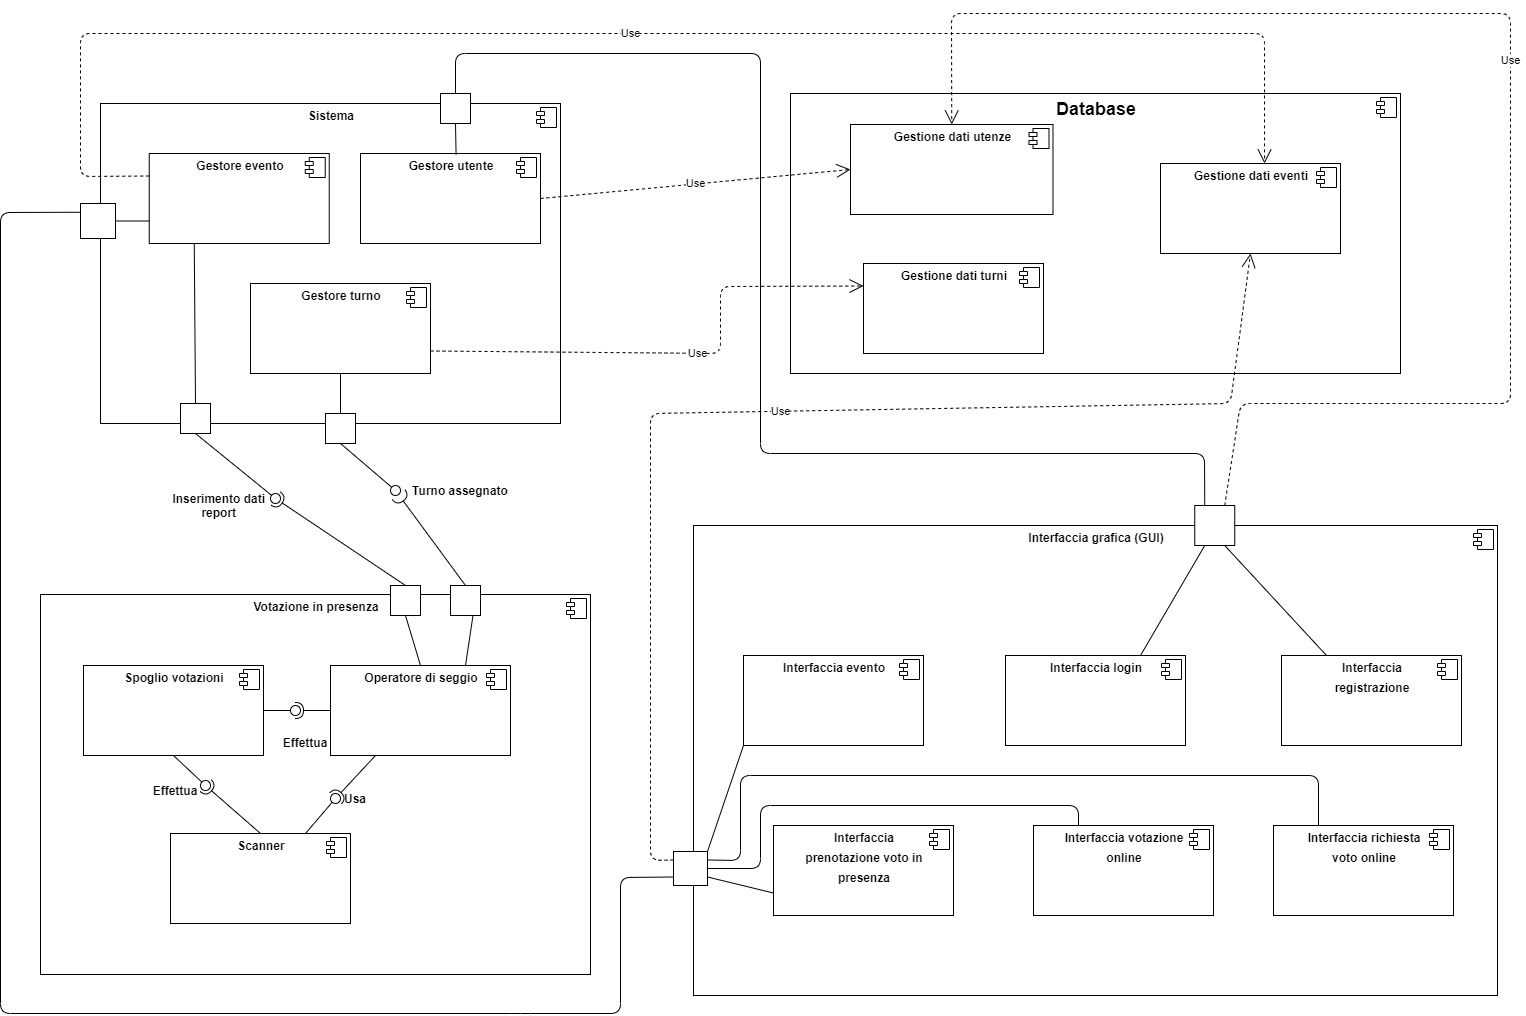 Use
Use
Sistema
Database
Gestore evento
Gestore utente
Gestione dati utenze
Gestione dati eventi
Use
Gestore turno
Gestione dati turni
Use
Use
Inserimento dati
report
Turno assegnato
Interfaccia grafica (GUI)
Votazione in presenza
Spoglio votazioni
Operatore di seggio
Interfaccia evento
Interfaccia login
Interfaccia
registrazione
Effettua
Effettua
Usa
Scanner
Interfaccia
prenotazione voto in
presenza
Interfaccia votazione
online
Interfaccia richiesta
voto online